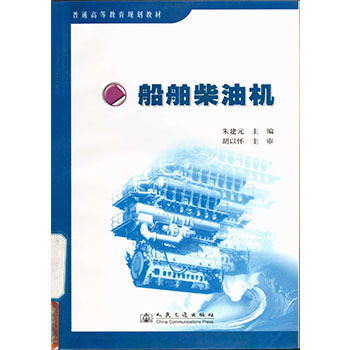 普通高等教育规划教材
船舶柴油机
朱建元 主 编
胡以怀 主 审
人民交通出版社
China Communications Press